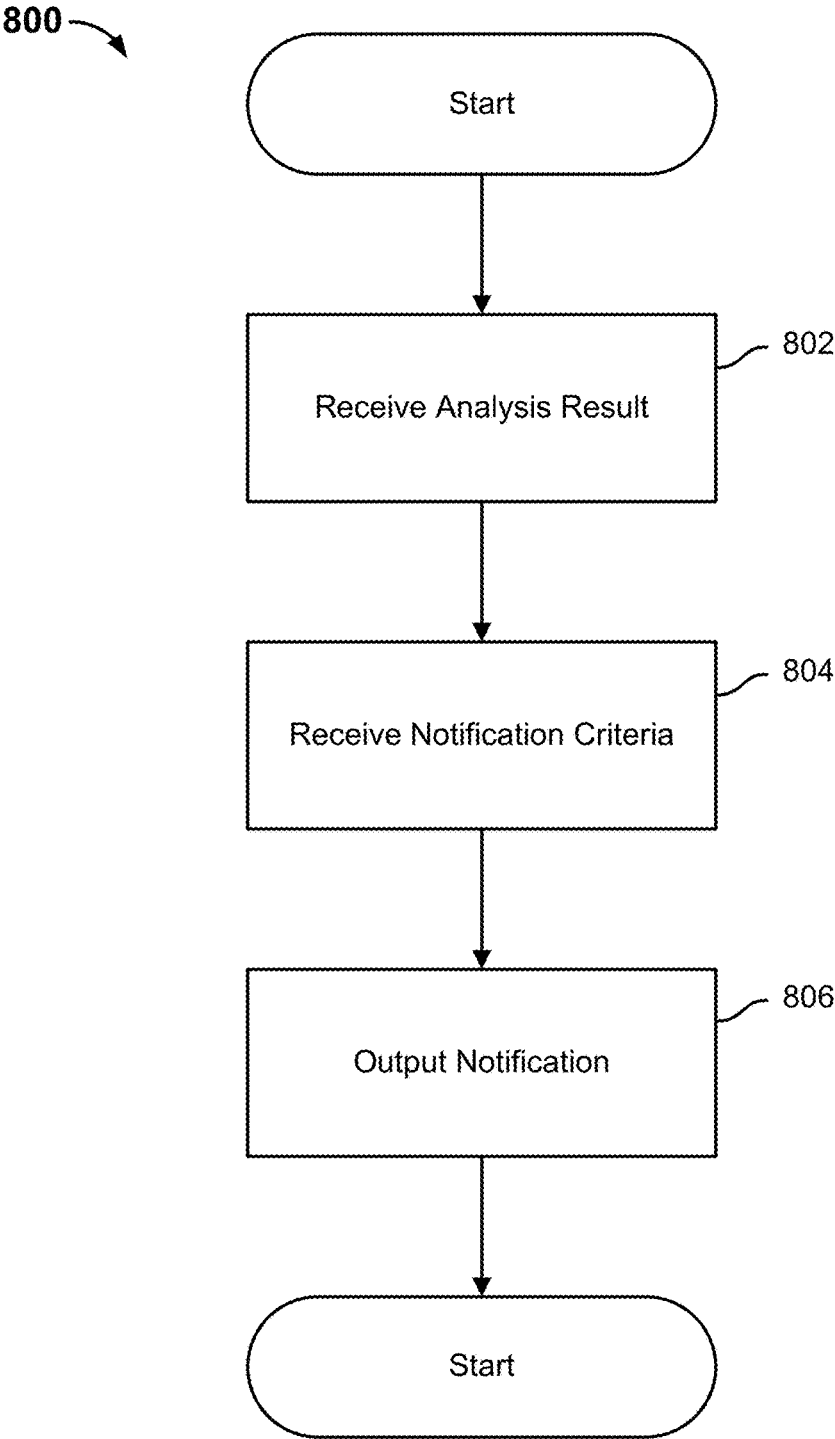 800
Start
802
Receive Analysis Result
804
Receive Notification Criteria
806
Output Notification
Start